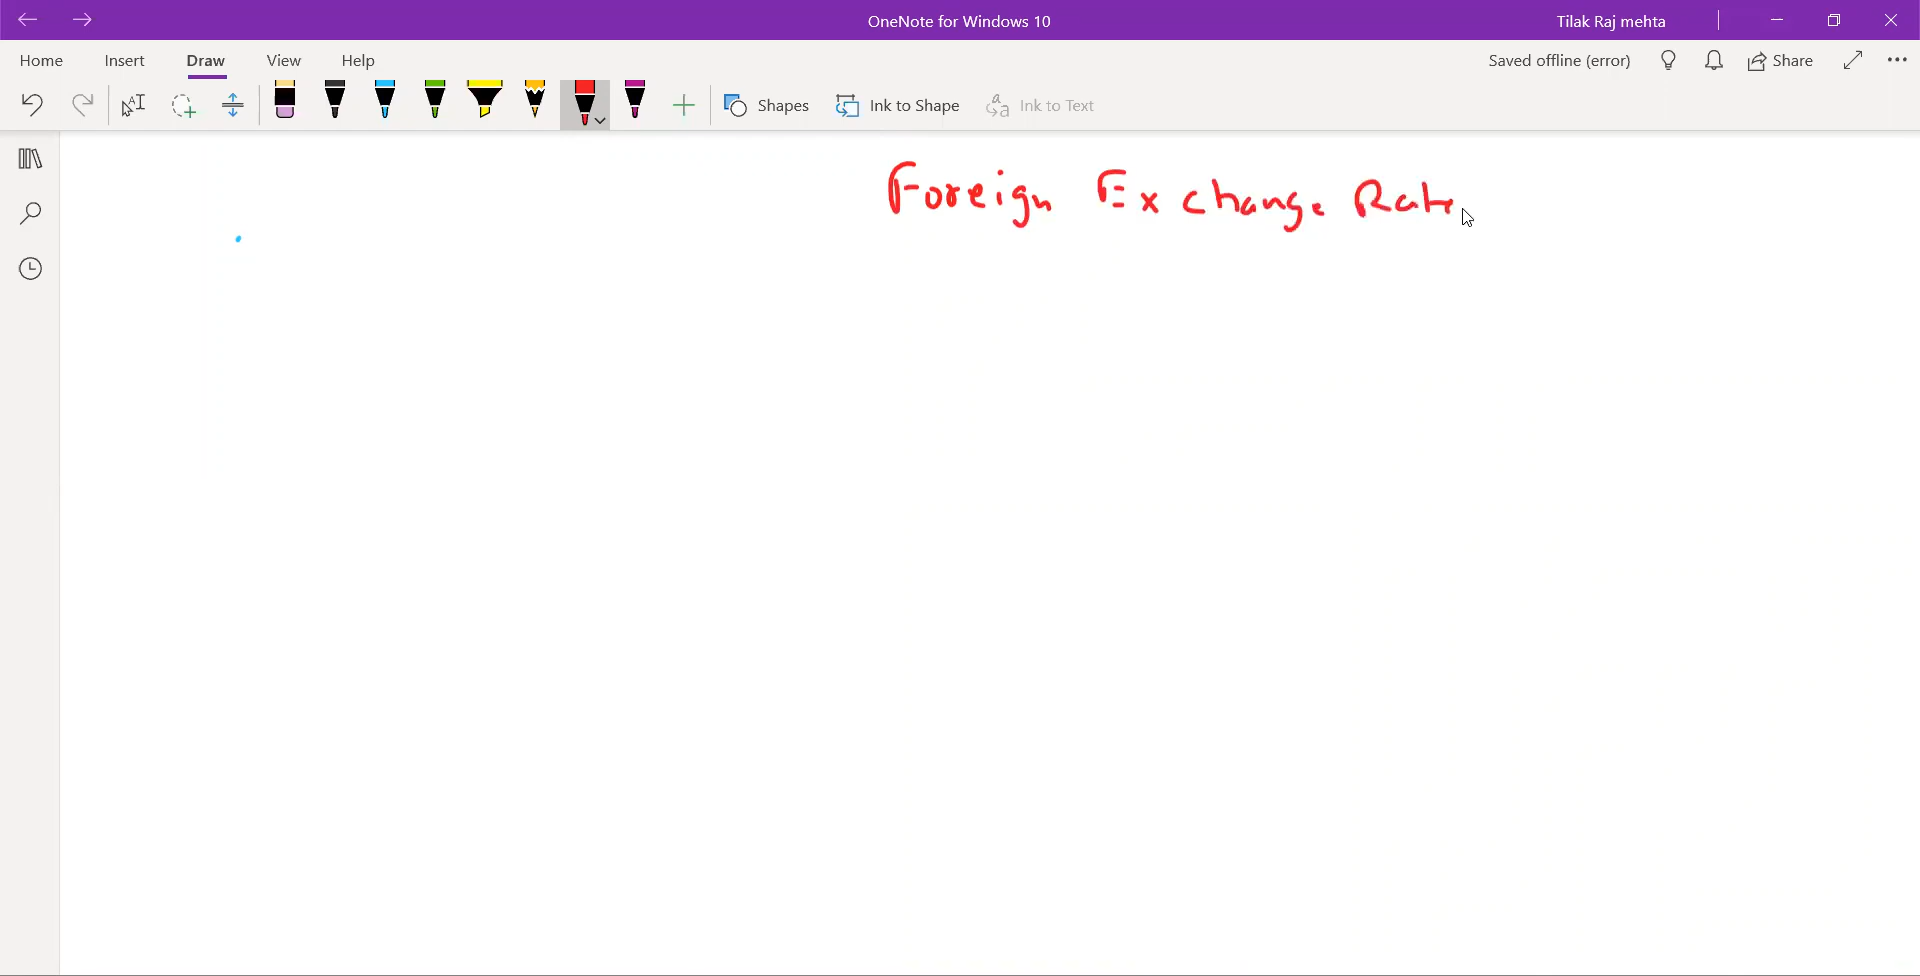 OneNote for Windows 10
Tilak Raj mehta
Home Insert Draw View Help
Saved offline (error) Share
Shapes Ink to Shape Ink to Text
Foreign Exchange Rate